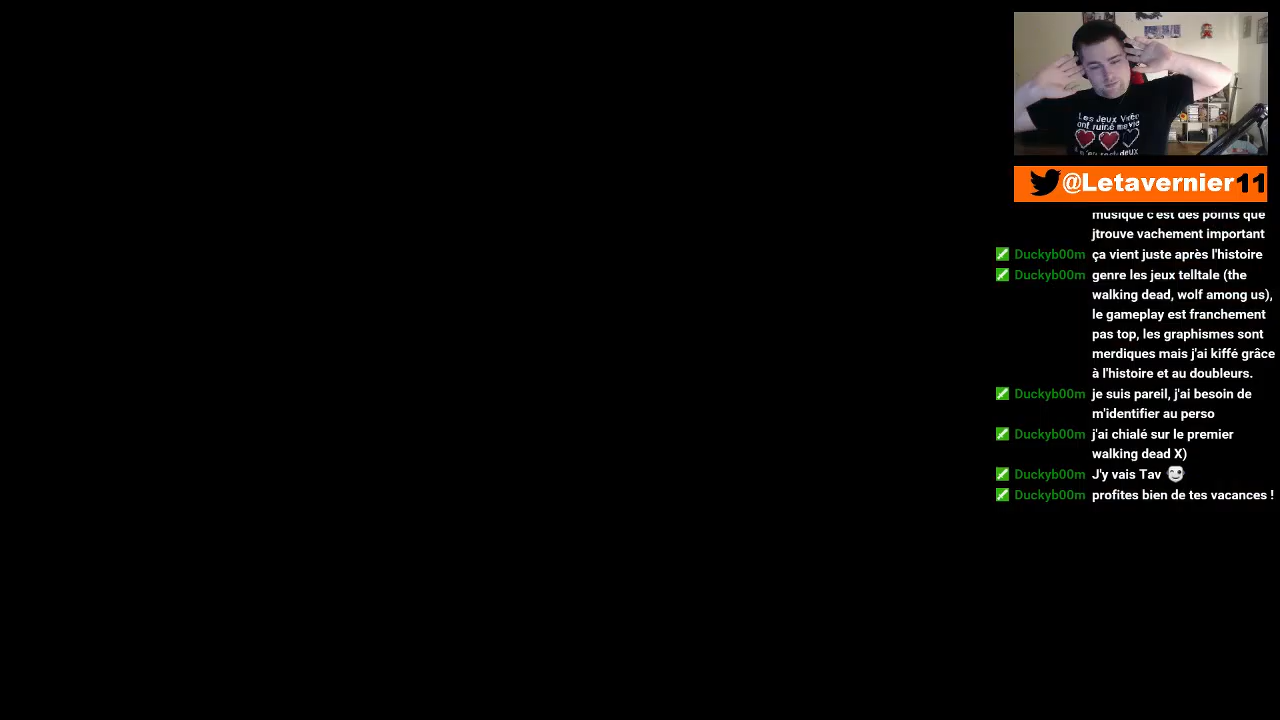 Les Jeux Vidéo
ont ruiné ma vie
@Letavernier11
musique c'est des points que
jtrouve vachement important
Duckyb00m ça vient juste après l'histoire
Duckyb00m genre les jeux telltale (the
walking dead, wolf among us),
le gameplay est franchement
pas top, les graphismes sont
merdiques mais j'ai kiffé grâce
à l'histoire et au doubleurs.
Duckyb00m je suis pareil, j'ai besoin de
m'identifier au perso
Duckyb00m j'ai chialé sur le premier
walking dead X)
Duckyb00m J'y vais Tav
Duckyb00m profites bien de tes vacances !